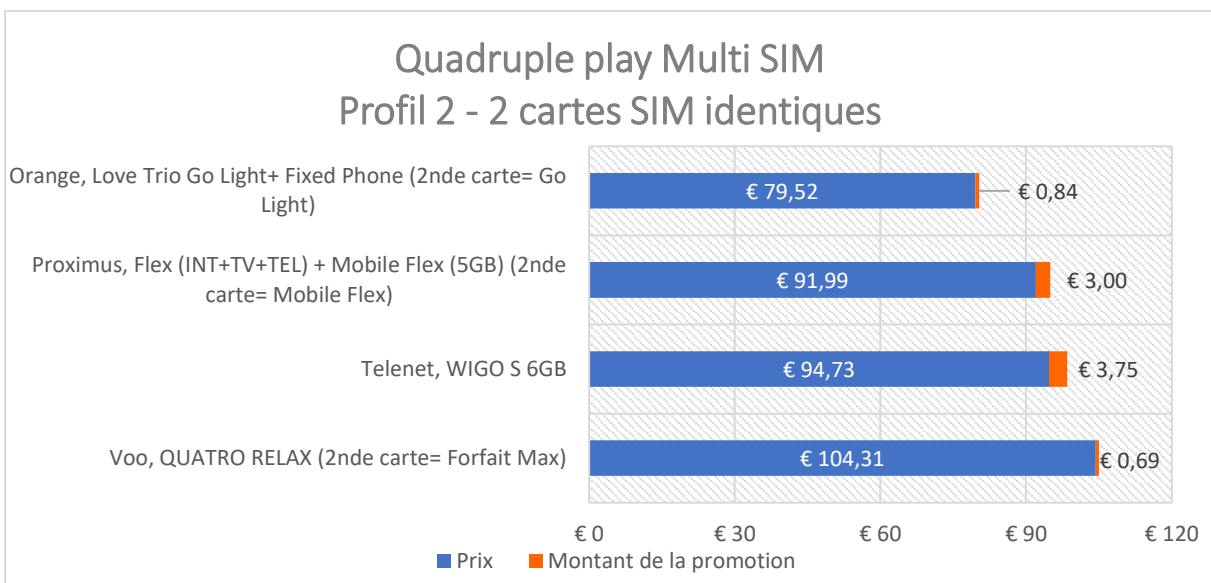 Quadruple play Multi SIM
Profil 2 - 2 cartes SIM identiques
Orange, Love Trio Go Light+ Fixed Phone (2nde carte= Go
Light)
€ 79,52
€ 0,84
Proximus, Flex (INT+TV+TEL) + Mobile Flex (5GB) (2nde
carte= Mobile Flex)
€ 91,99
€ 3,00
Telenet, WIGO S 6GB
€ 94,73
€ 3,75
Voo, QUATRO RELAX (2nde carte= Forfait Max)
€ 104,31
€ 0,69
€ 0
€ 30
€ 60
€ 90
€ 120
Prix
Montant de la promotion